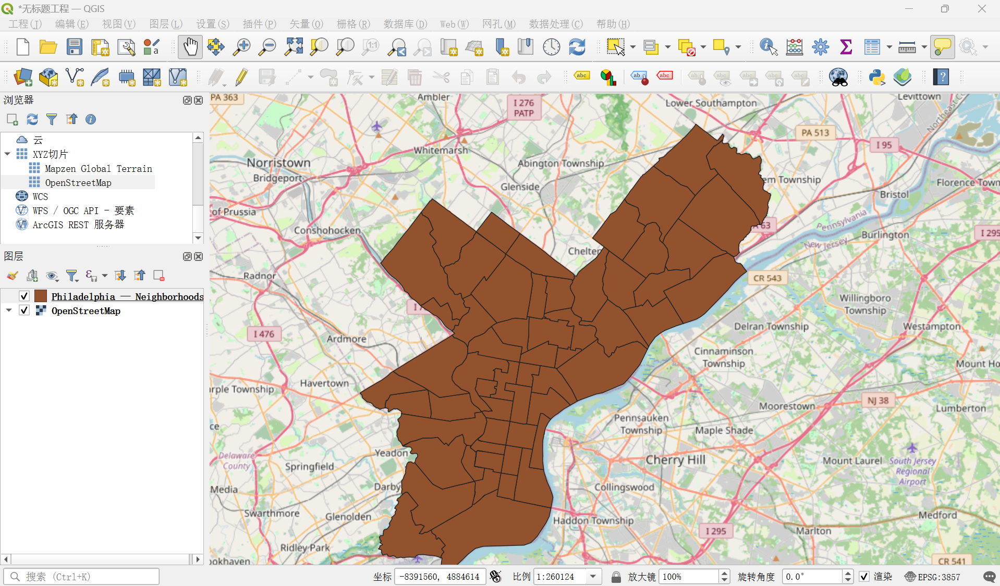 *无标题工程 — QGIS
工程(J) 编辑(E) 视图(V) 图层(L) 设置(S) 插件(P) 矢量(O) 栅格(R) 数据库(D) Web(W) 网孔(M) 数据处理(C) 帮助(H)
浏览器
云
XYZ切片
Mapzen Global Terrain
OpenStreetMap
WCS
WFS / OGC API - 要素
ArcGIS REST 服务器
图层
Philadelphia — Neighborhoods
OpenStreetMap
PA 363
Ambler
I 276
PATP
Lower Southampton
Levittown
PA 513
I 95
Whitemarsh
Norristown
Bridgeport
Abington Township
Glenside
em Township
Florence Town
Bristol
of Prussia
Conshohocken
A 63
Pennsylvania
New Jersey
Burlington
I 295
Chelten
Radnor
CR 543
Willingboro
Township
I 7
I 476
Ardmore
Delran Township
Westampton
Cinnaminson
Township
Mount Ho
Havertown
rple Township
NJ 38
Moorestown
Lumberton
Pennsauken
Township
Maple Shade
ce
Yeadon
Delaware
County
Springfield
Cherry Hill
Mount Laurel
South Jersey
Regional
Airport
Media
Darby
Collingswood
Swarthmore
Glenolden
Haddon Township
Medford
I 295
Marlton
Ridley Park
ookhaven
CR 541
搜索 (Ctrl+K)
坐标 -8391560, 4884614 比例 1:260124 放大镜 100% 旋转角度 0.0° 渲染 EPSG:3857